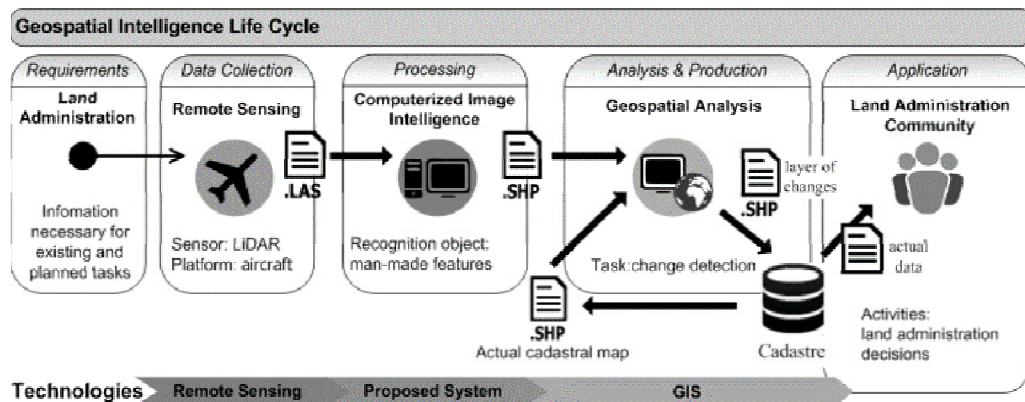 Geospatial Intelligence Life Cycle
Requirements
Land
Administration
Infomation
necessary for
existing and
planned tasks
Data Collection
Remote Sensing
.LAS
Sensor: LiDAR
Platform: aircraft
Processing
Computerized Image
Intelligence
.SHP
Recognition object:
man-made features
Analysis & Production
Geospatial Analysis
layer of
changes
.SHP
Task:change detection
.SHP
Actual cadastral map
Cadastre
Application
Land Administration
Community
actual
data
Activities:
land administration
decisions
Technologies
Remote Sensing
Proposed System
GIS